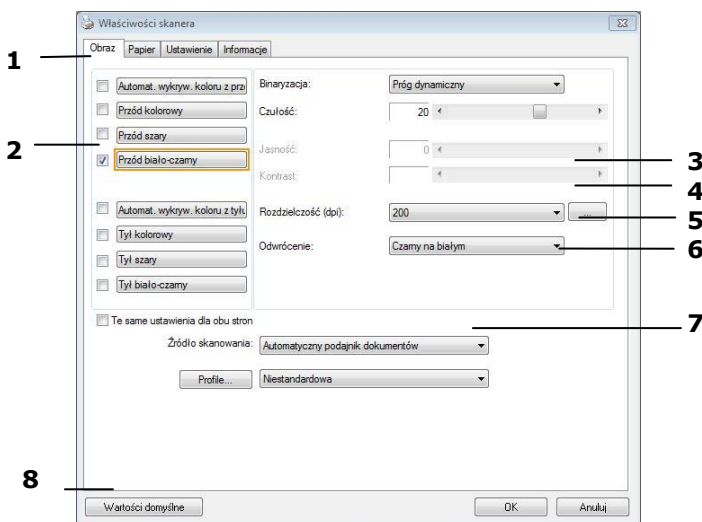 Właściwości skanera
Obraz Papier Ustawienie Informacje
1
Automat. wykryw. koloru z prz
Binaryzacja: Próg dynamiczny
Przód kolorowy
Czułość: 20
Przód szary
2
Jasność: 0
3
Przód biało-czarny
Kontrast:
4
Automat. wykryw. koloru z tyłu
Rozdzielczość (dpi): 200 ...
5
Tył kolorowy
Odwrócenie: Czarny na białym
6
Tył szary
Tył biało-czarny
Te same ustawienia dla obu stron
7
Źródło skanowania: Automatyczny podajnik dokumentów
Profile... Niestandardowa
8
Wartości domyślne OK Anuluj